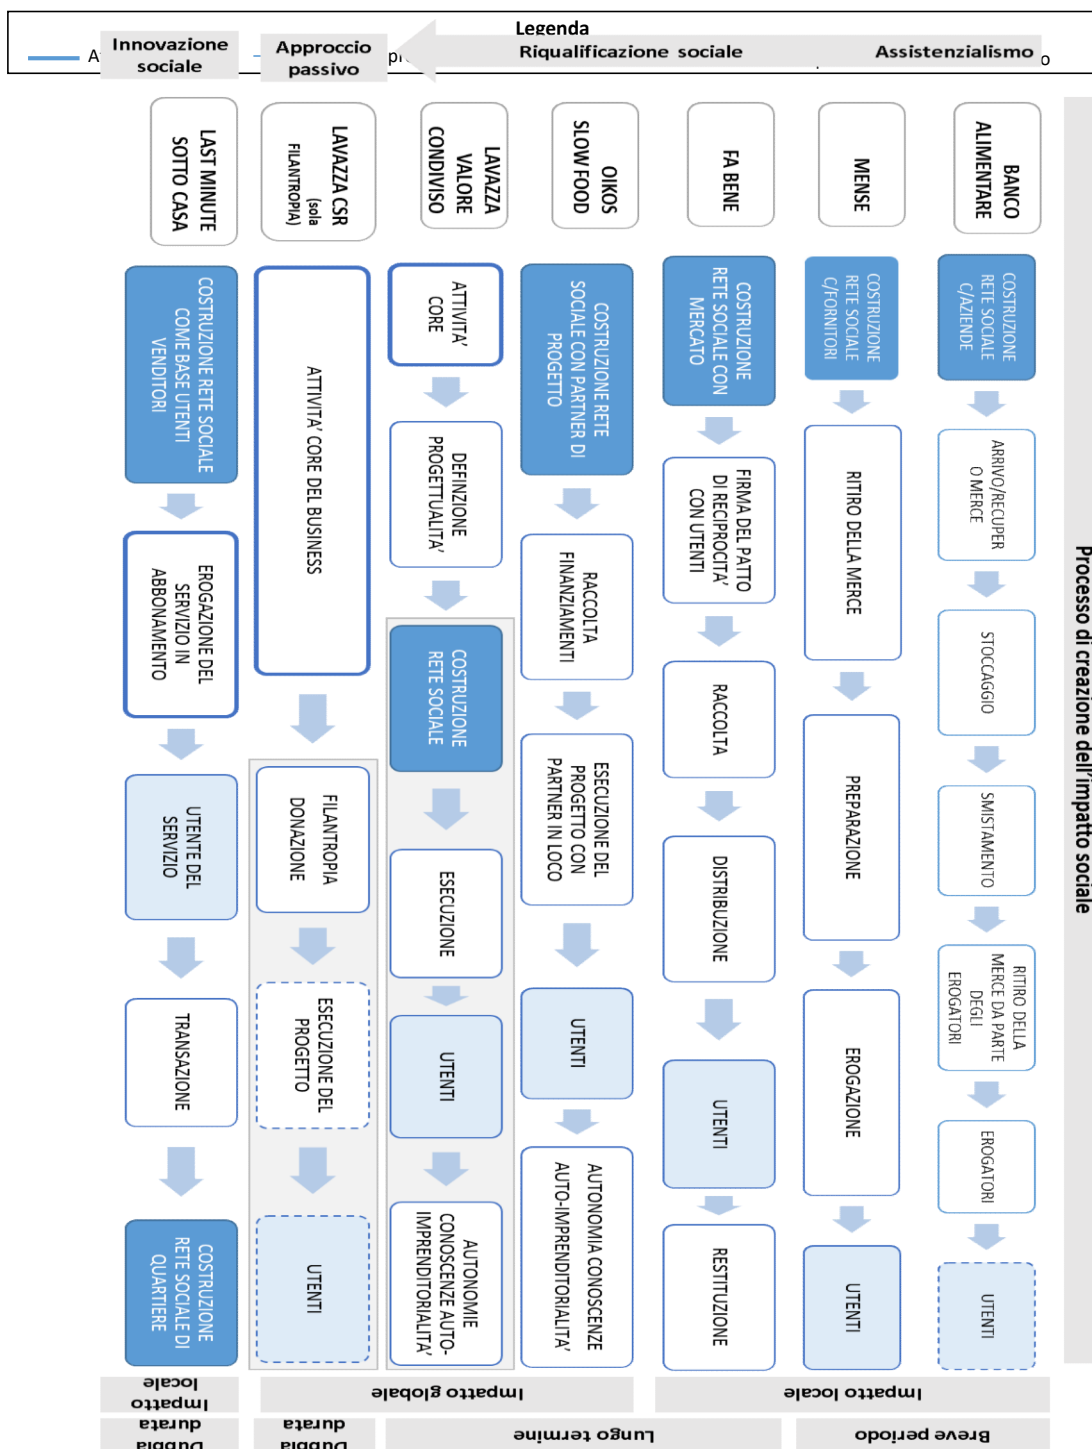 Legenda
Innovazione
sociale
Approccio
passivo
Riqualificazione sociale
Assistenzialismo
Processo di creazione dell'impatto sociale
BANCO
ALIMENTARE
COSTRUZIONE
RETE SOCIALE
C/AZIENDE
ARRIVO/RECUPER
O MERCE
STOCCAGGIO
SMISTAMENTO
RITIRO DELLA
MERCE DA PARTE
DEGLI
EROGATORI
EROGATORI
UTENTI
MENSE
COSTRUZIONE
RETE SOCIALE
C/FORNITORI
RITIRO DELLA MERCE
PREPARAZIONE
EROGAZIONE
UTENTI
FA BENE
COSTRUZIONE
RETE SOCIALE CON
MERCATO
FIRMA DEL PATTO
DI RECIPROCITA'
CON UTENTI
RACCOLTA
DISTRIBUZIONE
UTENTI
RESTITUZIONE
OIKOS
SLOW FOOD
COSTRUZIONE RETE
SOCIALE CON PARTNER DI
PROGETTO
RACCOLTA
FINANZIAMENTI
ESECUZIONE DEL
PROGETTO CON
PARTNER IN LOCO
UTENTI
AUTONOMIA CONOSCENZE
AUTO-IMPRENDITORIALITA'
LAVAZZA
VALORE
CONDIVISO
ATTIVITA'
CORE
DEFINZIONE
PROGETTUALITA'
COSTRUZIONE
RETE SOCIALE
ESECUZIONE
UTENTI
AUTONOMIE
CONOSCENZE AUTO-
IMPRENDITORIALITA'
LAVAZZA CSR
(sola
FILANTROPIA)
ATTIVITA' CORE DEL BUSINESS
FILANTROPIA
DONAZIONE
ESECUZIONE DEL
PROGETTO
UTENTI
LAST MINUTE
SOTTO CASA
COSTRUZIONE RETE SOCIALE
COME BASE UTENTI
VENDITORI
EROGAZIONE DEL
SERVIZIO IN
ABBONAMENTO
UTENTE DEL
SERVIZIO
TRANSAZIONE
COSTRUZIONE
RETE SOCIALE DI
QUARTIERE
Impatto
locale
Impatto globale
Impatto locale
Dubbia
durata
Dubbia
durata
Lungo termine
Breve periodo